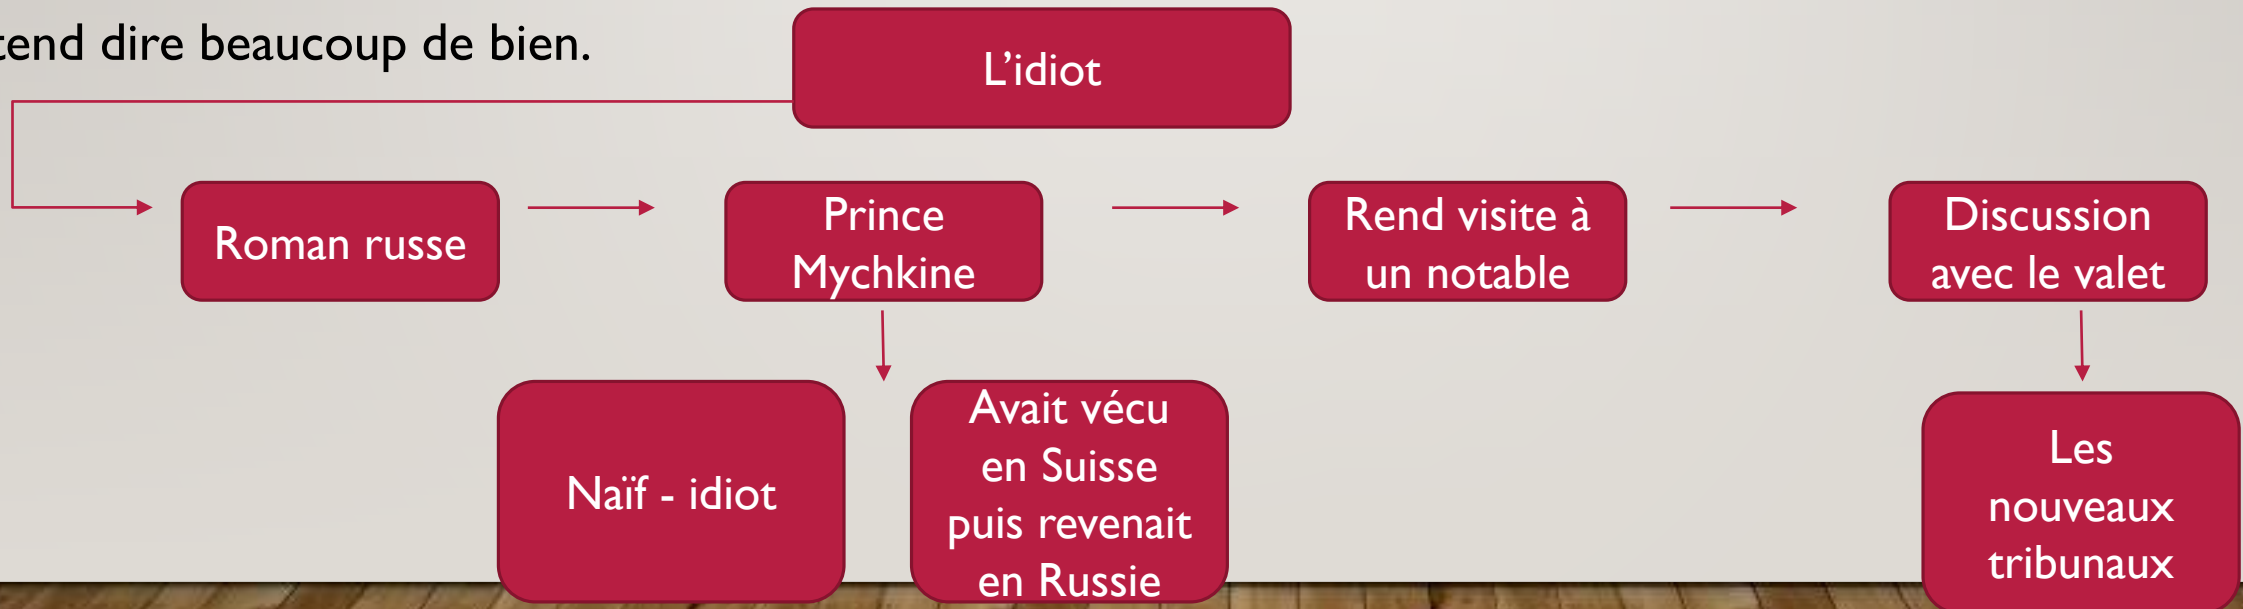 tend dire beaucoup de bien.
L’idiot
Roman russe
Prince
Mychkine
Rend visite à
un notable
Discussion
avec le valet
Naïf - idiot
Avait vécu
en Suisse
puis revenait
en Russie
Les
nouveaux
tribunaux